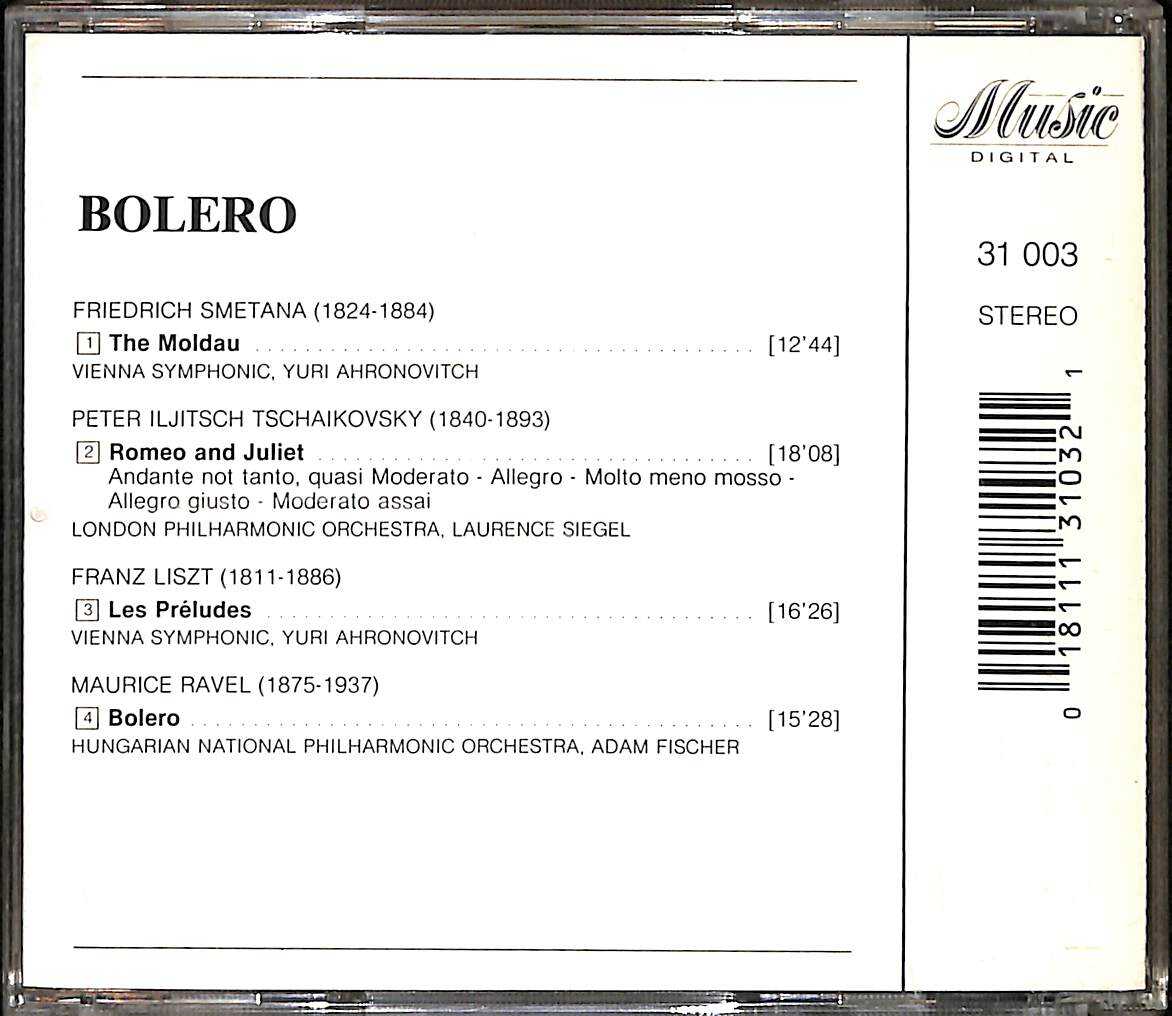 BOLERO
FRIEDRICH SMETANA (1824-1884)
1 The Moldau [12'44]
VIENNA SYMPHONIC, YURI AHRONOVITCH
PETER ILJITSCH TSCHAIKOVSKY (1840-1893)
2 Romeo and Juliet [18'08]
Andante not tanto, quasi Moderato - Allegro - Molto meno mosso -
Allegro giusto - Moderato assai
LONDON PHILHARMONIC ORCHESTRA, LAURENCE SIEGEL
FRANZ LISZT (1811-1886)
3 Les Préludes [16'26]
VIENNA SYMPHONIC, YURI AHRONOVITCH
MAURICE RAVEL (1875-1937)
4 Bolero [15'28]
HUNGARIAN NATIONAL PHILHARMONIC ORCHESTRA, ADAM FISCHER
Music
DIGITAL
31 003
STEREO
0 18111 31032 1